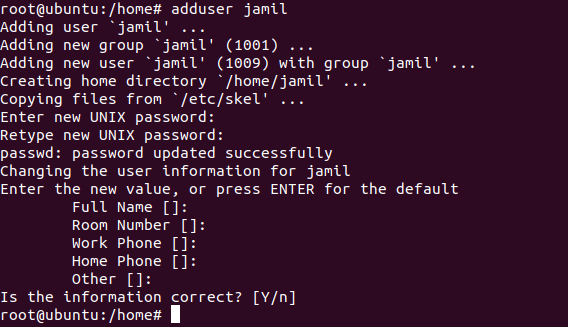 root@ubuntu:/home# adduser jamil
Adding user `jamil' ...
Adding new group `jamil' (1001) ...
Adding new user `jamil' (1009) with group `jamil' ...
Creating home directory `/home/jamil' ...
Copying files from `/etc/skel' ...
Enter new UNIX password:
Retype new UNIX password:
passwd: password updated successfully
Changing the user information for jamil
Enter the new value, or press ENTER for the default
        Full Name []:
        Room Number []:
        Work Phone []:
        Home Phone []:
        Other []:
Is the information correct? [Y/n]
root@ubuntu:/home#